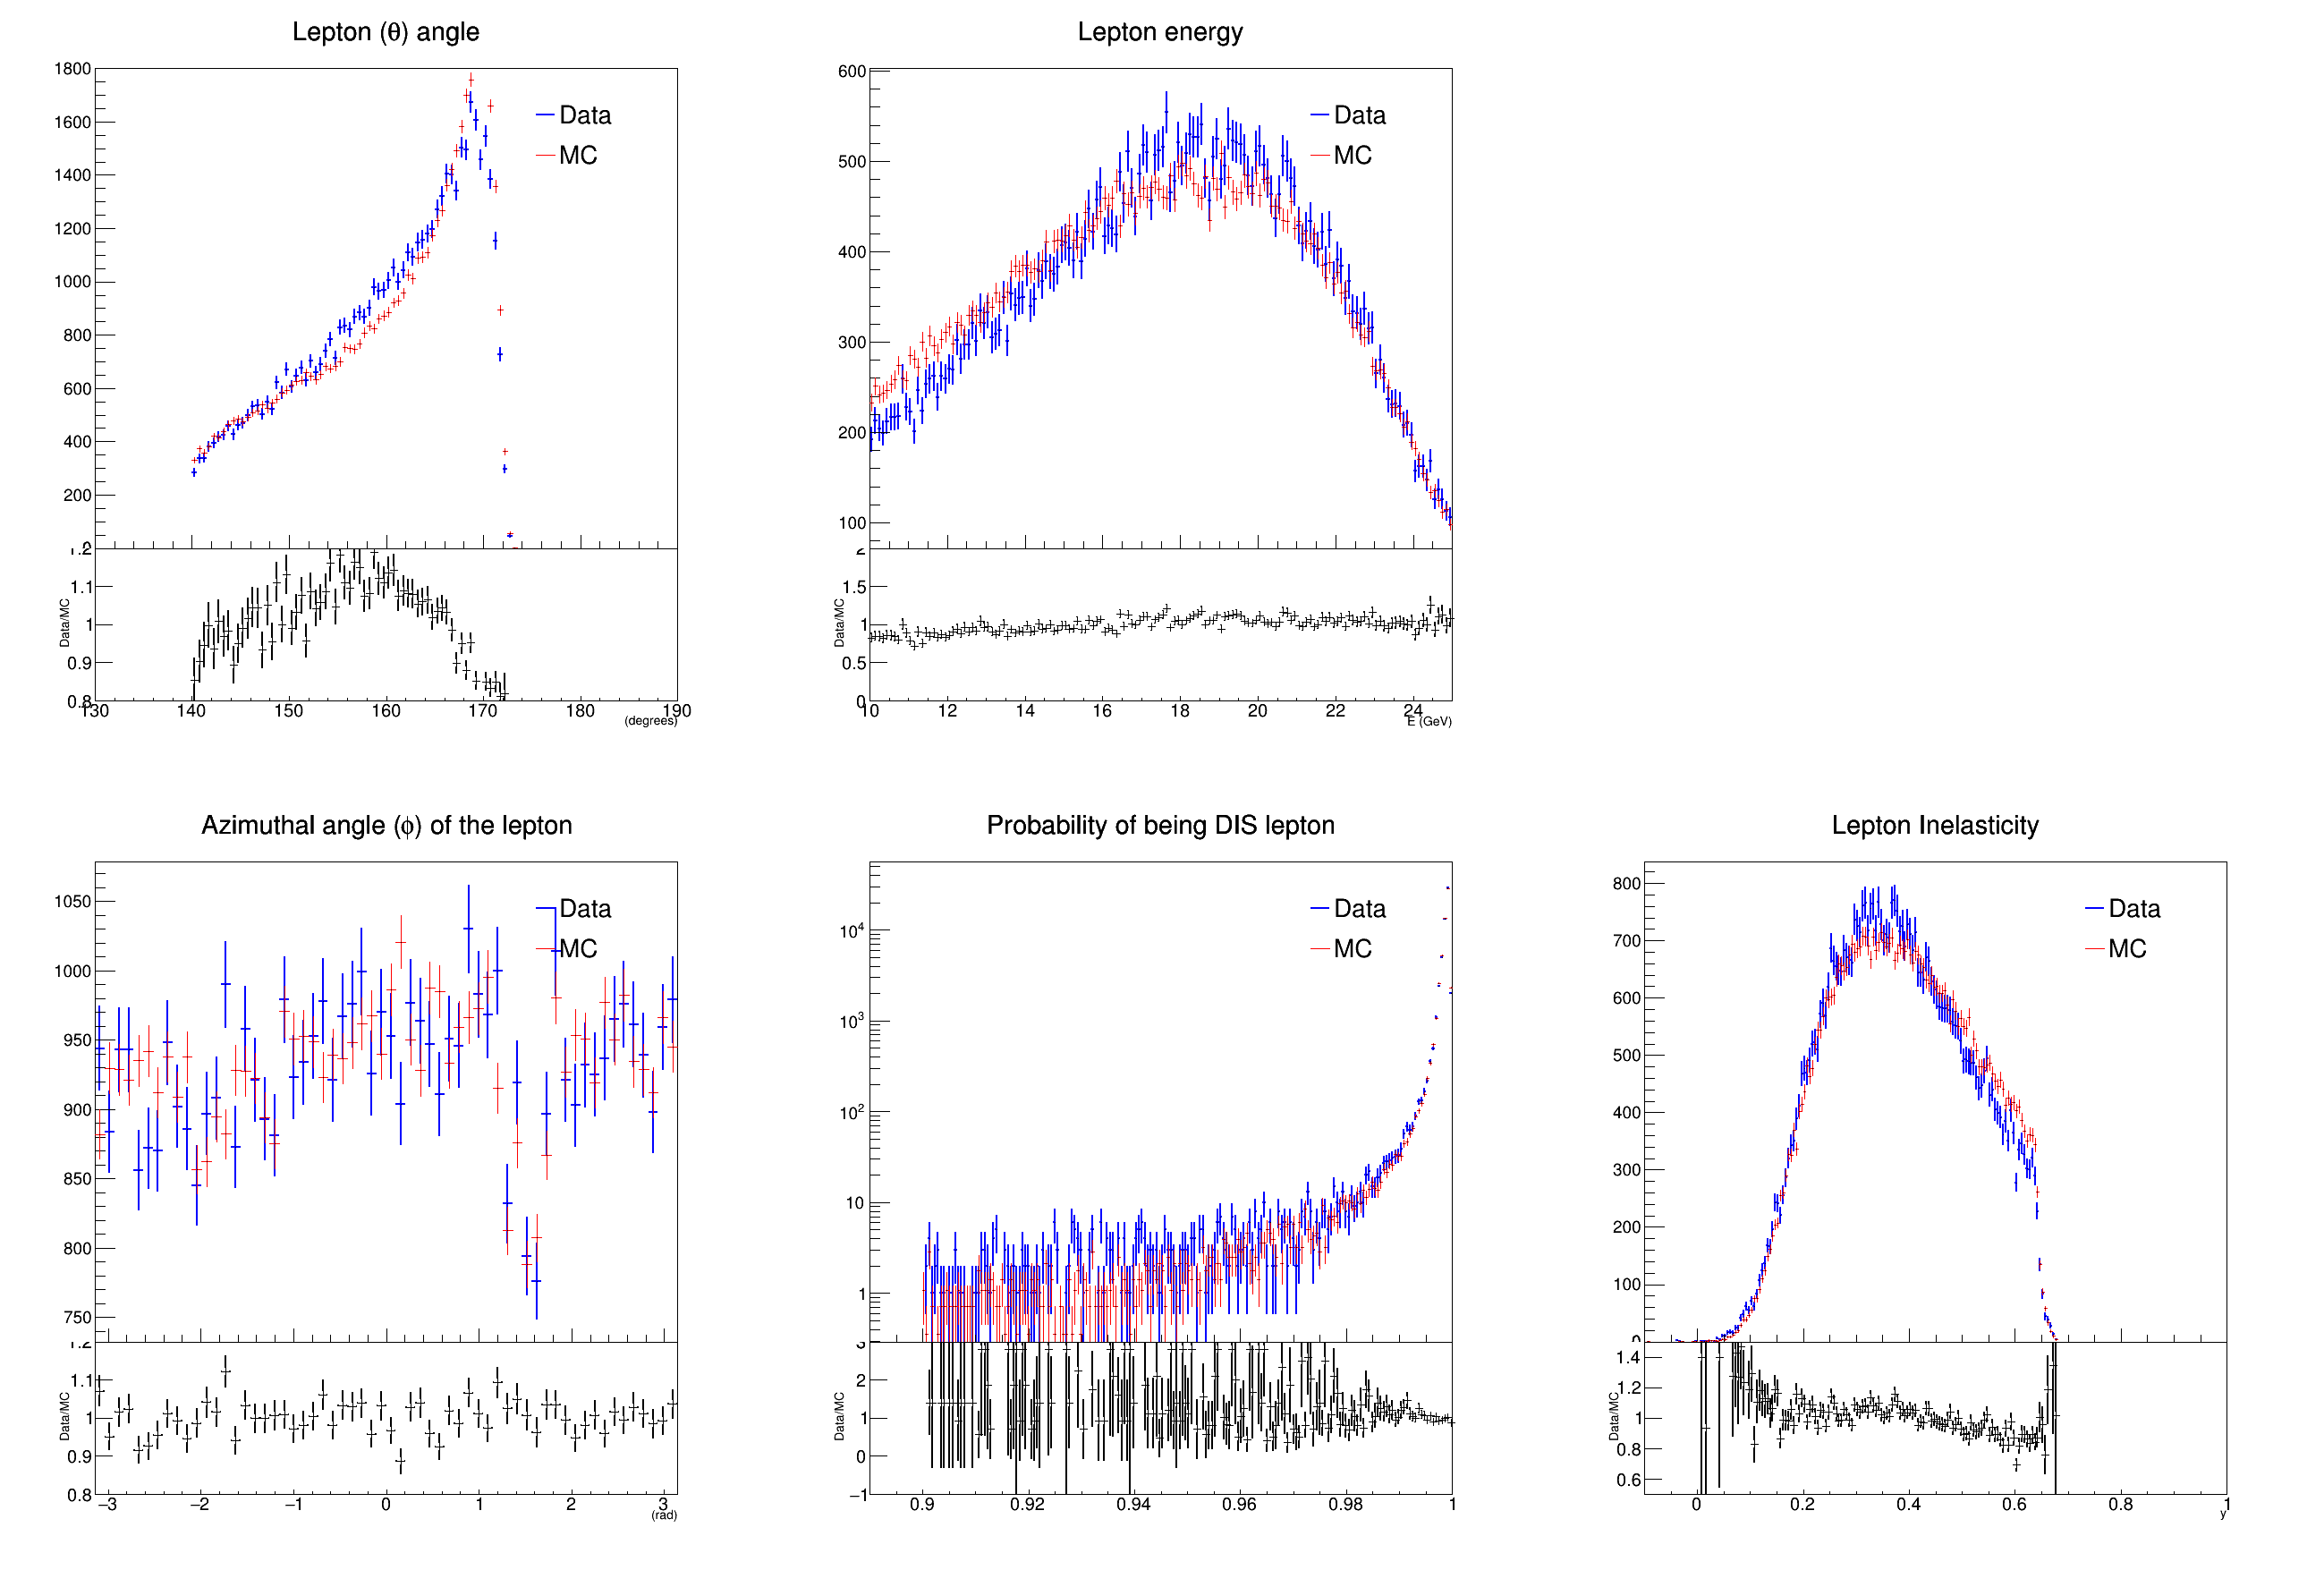 Lepton (θ) angle
1800
1600
1400
1200
1000
800
600
400
200
Data
MC
1.1
1
0.9
0.8
Data/MC
130 140 150 160 170 180 190
(degrees)
Lepton energy
600
500
400
300
200
100
Data
MC
2
1.5
1
0.5
0
Data/MC
10 12 14 16 18 20 22 24
E (GeV)
Azimuthal angle (ϕ) of the lepton
1050
1000
950
900
850
800
750
Data
MC
1.2
1.1
1
0.9
0.8
Data/MC
−3 −2 −1 0 1 2 3
(rad)
Probability of being DIS lepton
10⁴
10³
10²
10
1
Data
MC
3
2
1
0
−1
Data/MC
0.9 0.92 0.94 0.96 0.98 1
Lepton Inelasticity
800
700
600
500
400
300
200
100
0
Data
MC
1.4
1.2
1
0.8
0.6
Data/MC
0 0.2 0.4 0.6 0.8 1
y